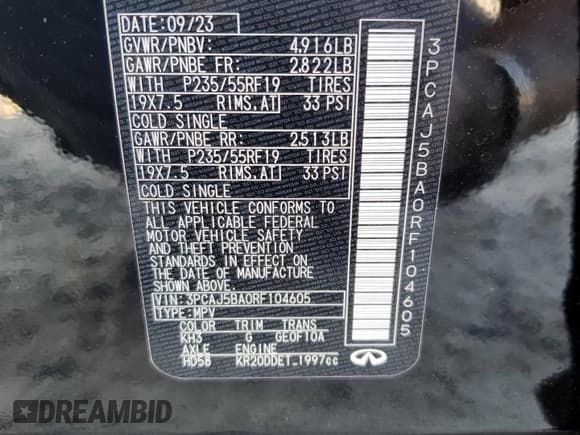 DATE: 09/23
GVWR/PNBV: 4,916LB
GAWR/PNBE FR: 2,822LB
WITH P235/55RF19 TIRES
19X7.5 RIMS, AT 33 PSI
COLD SINGLE
GAWR/PNBE RR: 2,513LB
WITH P235/55RF19 TIRES
19X7.5 RIMS, AT 33 PSI
COLD SINGLE
THIS VEHICLE CONFORMS TO
ALL APPLICABLE FEDERAL
MOTOR VEHICLE SAFETY
AND THEFT PREVENTION
STANDARDS IN EFFECT ON
THE DATE OF MANUFACTURE
SHOWN ABOVE.
VIN: 3PCAJ5BA0RF104605
TYPE: MPV
COLOR TRIM TRANS
KH3 G GE0F10A
AXLE ENGINE
HD58 KR20DDET 1997cc
3PCAJ5BA0RF104605
INFINITI
DREAMBID